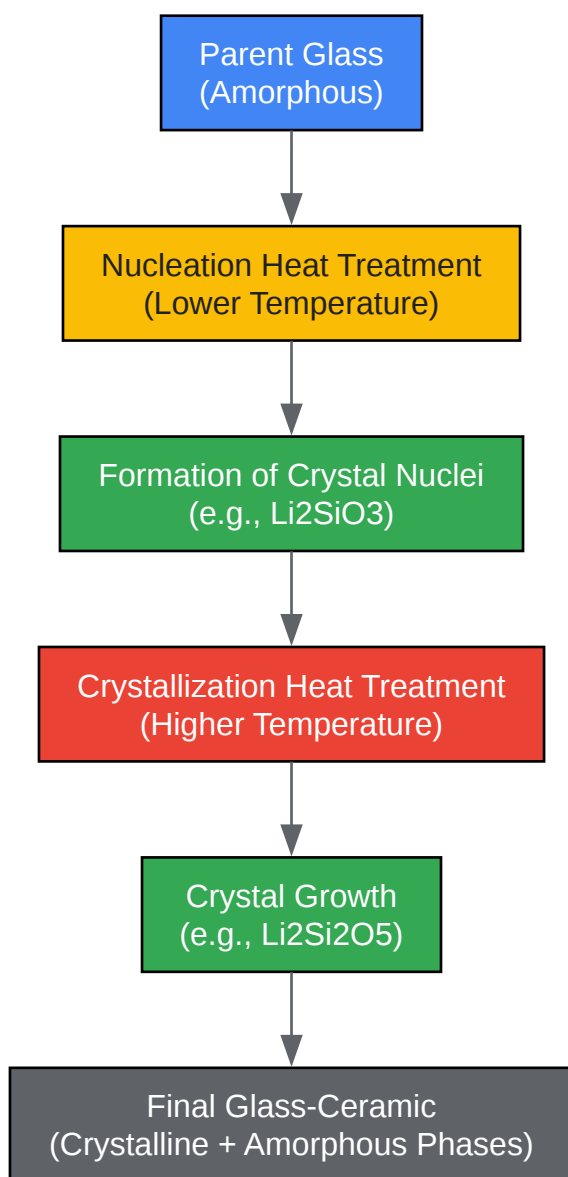 Parent Glass
(Amorphous)
Nucleation Heat Treatment
(Lower Temperature)
Formation of Crystal Nuclei
(e.g., Li2SiO3)
Crystallization Heat Treatment
(Higher Temperature)
Crystal Growth
(e.g., Li2Si2O5)
Final Glass-Ceramic
(Crystalline + Amorphous Phases)